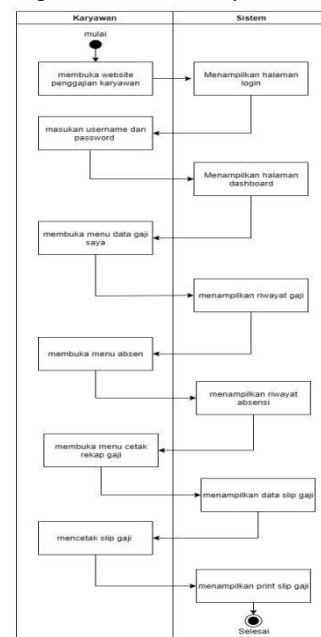 Karyawan
Sistem
mulai
membuka website
penggajian karyawan
Menampilkan halaman
login
masukan username dan
password
Menampilkan halaman
dashboard
membuka menu data gaji
saya
menampilkan riwayat gaji
membuka menu absen
menampilkan riwayat
absensi
membuka menu cetak
rekap gaji
menampilkan data slip gaji
mencetak slip gaji
menampilkan print slip gaji
Selesai